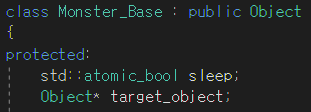 class Monster_Base : public Object
{
protected:
std::atomic_bool sleep;
Object* target_object;